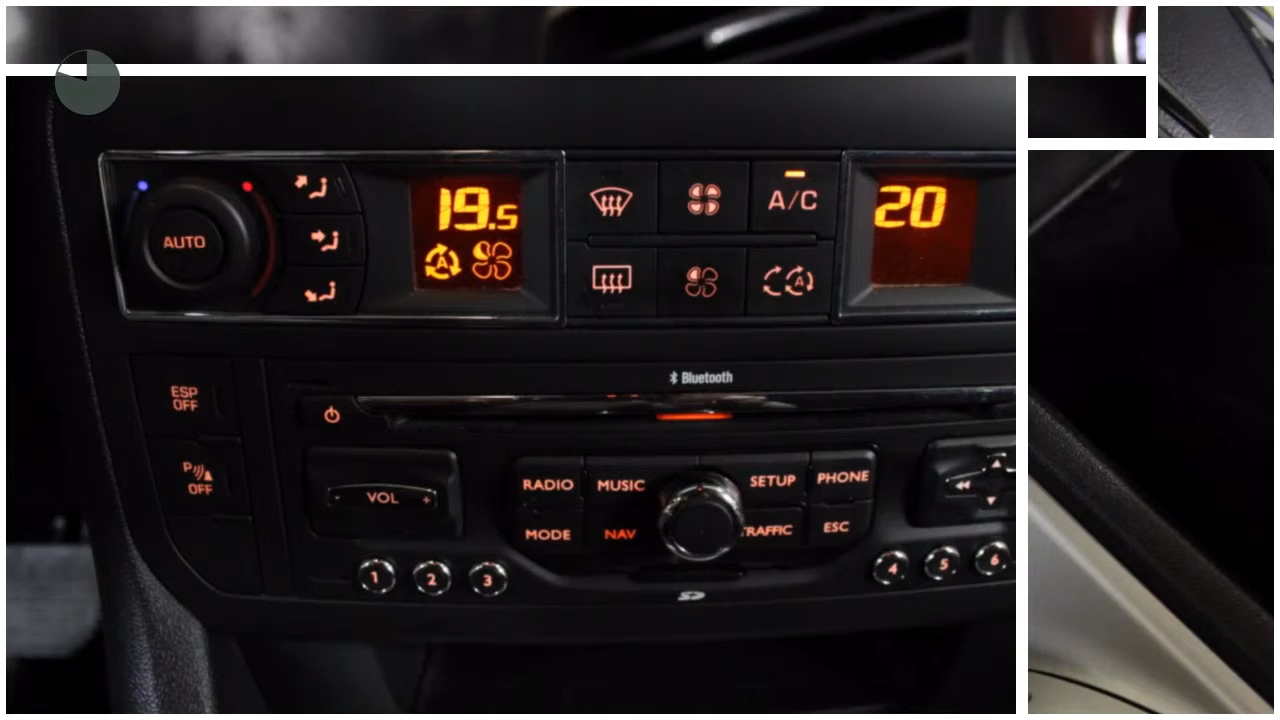 19.5
A/C
20
AUTO
A
A
Bluetooth
ESP
OFF
P
OFF
- VOL +
RADIO MUSIC SETUP PHONE
MODE NAV TRAFFIC ESC
1 2 3 4 5 6
SD